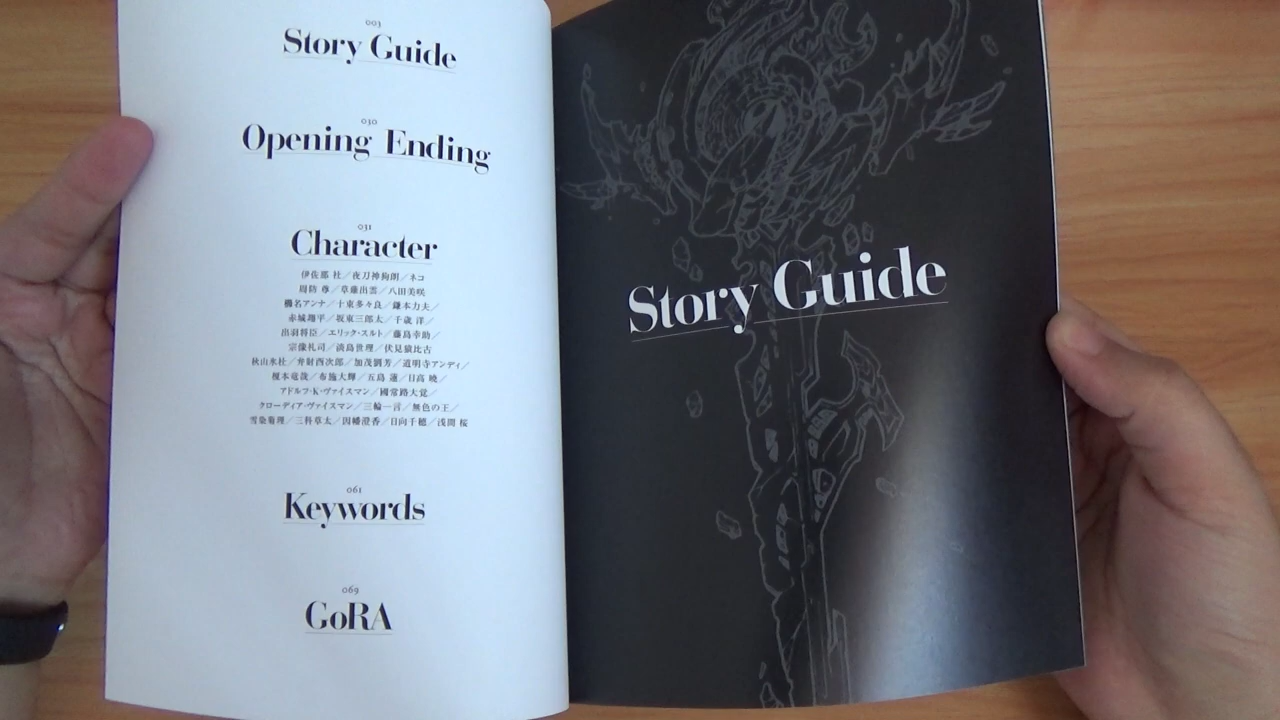 003
Story Guide
030
Opening Ending
031
Character
伊佐那 社／夜刀神狗朗／ネコ
周防 尊／草薙出雲／八田美咲
櫛名アンナ／十束多々良／鎌本力夫／
赤城翔平／坂東三郎太／千歳 洋／
出羽将臣／エリック・スルト／藤島幸助／
宗像礼司／淡島世理／伏見猿比古
秋山氷杜／弁財酉次郎／加茂劉芳／道明寺アンディ／
榎本竜哉／布施大輝／五島 蓮／日高 暁／
アドルフ・K・ヴァイスマン／國常路大覚／
クローディア・ヴァイスマン／三輪一言／無色の王／
雪染菊理／三科草太／因幡澄香／日向千穂／浅間 桜
061
Keywords
069
GoRA
Story Guide